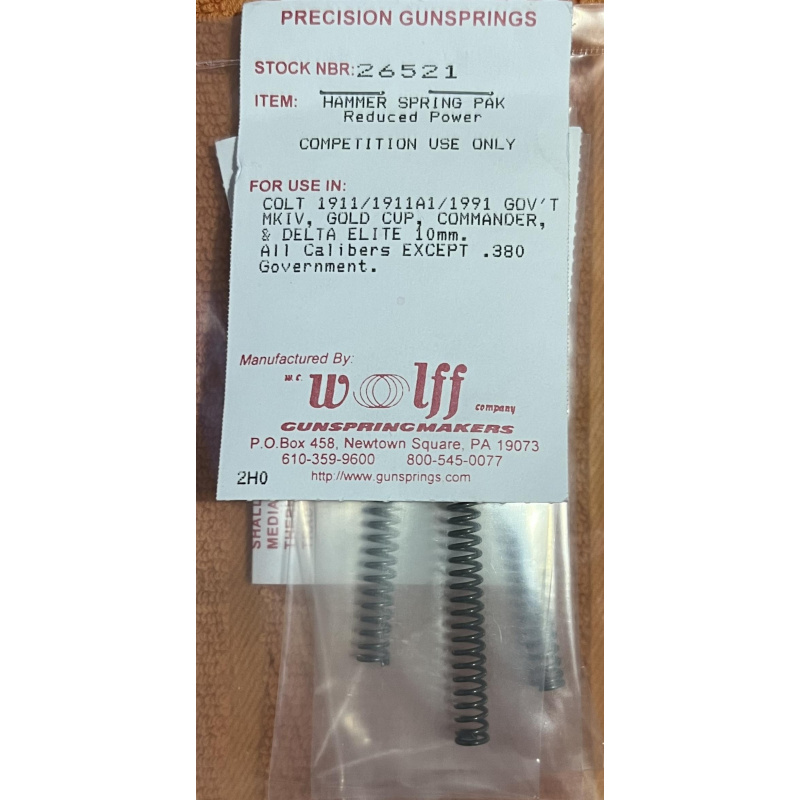 PRECISION GUNSPRINGS
STOCK NBR: 26521
ITEM: HAMMER SPRING PAK
Reduced Power
COMPETITION USE ONLY
FOR USE IN:
COLT 1911/1911A1/1991 GOV'T
MKIV, GOLD CUP, COMMANDER,
& DELTA ELITE 10mm.
All Calibers EXCEPT .380
Government.
Manufactured By:
W.C. Wolff company
GUNSPRINGMAKERS
P.O.Box 458, Newtown Square, PA 19073
610-359-9600 800-545-0077
2H0 http://www.gunsprings.com
SHALL
MEDIA